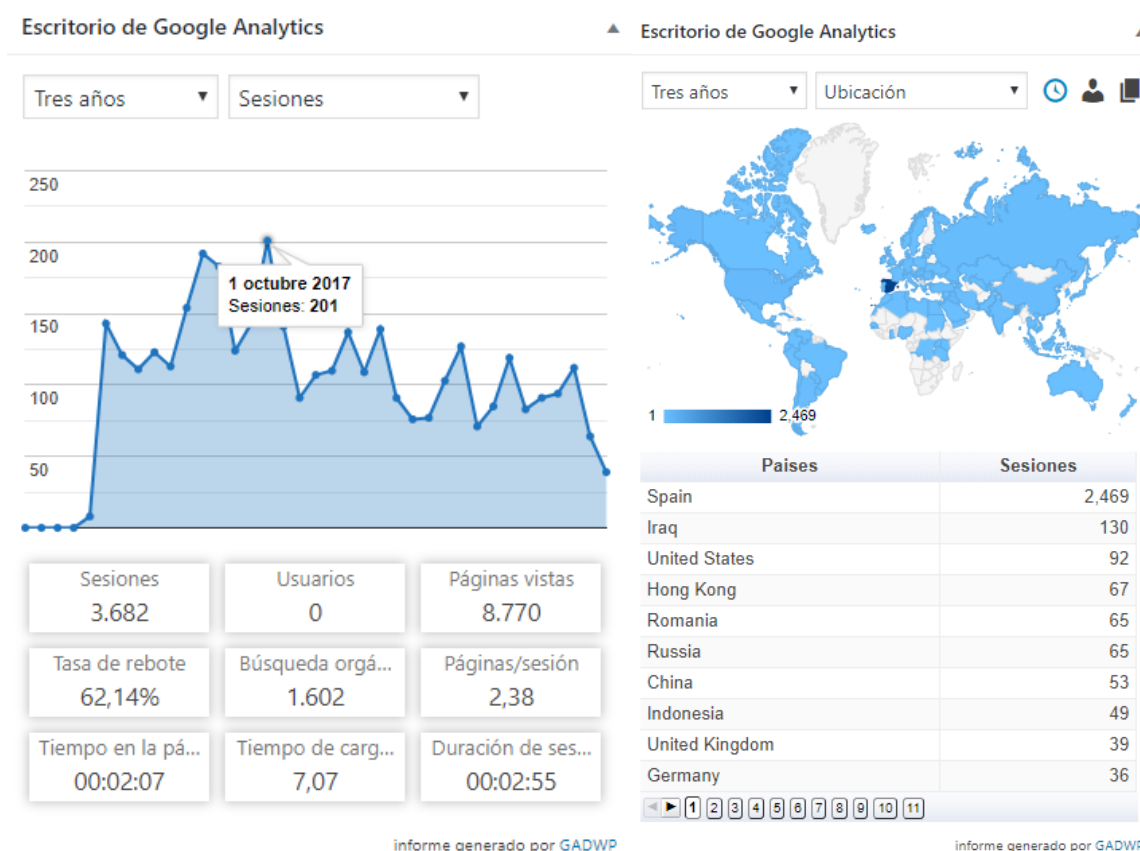 Escritorio de Google Analytics
Tres años
Sesiones
250
200
150
100
50
1 octubre 2017
Sesiones: 201
Sesiones
3.682
Usuarios
0
Páginas vistas
8.770
Tasa de rebote
62,14%
Búsqueda orgá...
1.602
Páginas/sesión
2,38
Tiempo en la pá...
00:02:07
Tiempo de carg...
7,07
Duración de ses...
00:02:55
informe generado por GADWP
Escritorio de Google Analytics
Tres años
Ubicación
1
2,469
Paises Sesiones
Spain 2,469
Iraq 130
United States 92
Hong Kong 67
Romania 65
Russia 65
China 53
Indonesia 49
United Kingdom 39
Germany 36
1 2 3 4 5 6 7 8 9 10 11
informe generado por GADWP